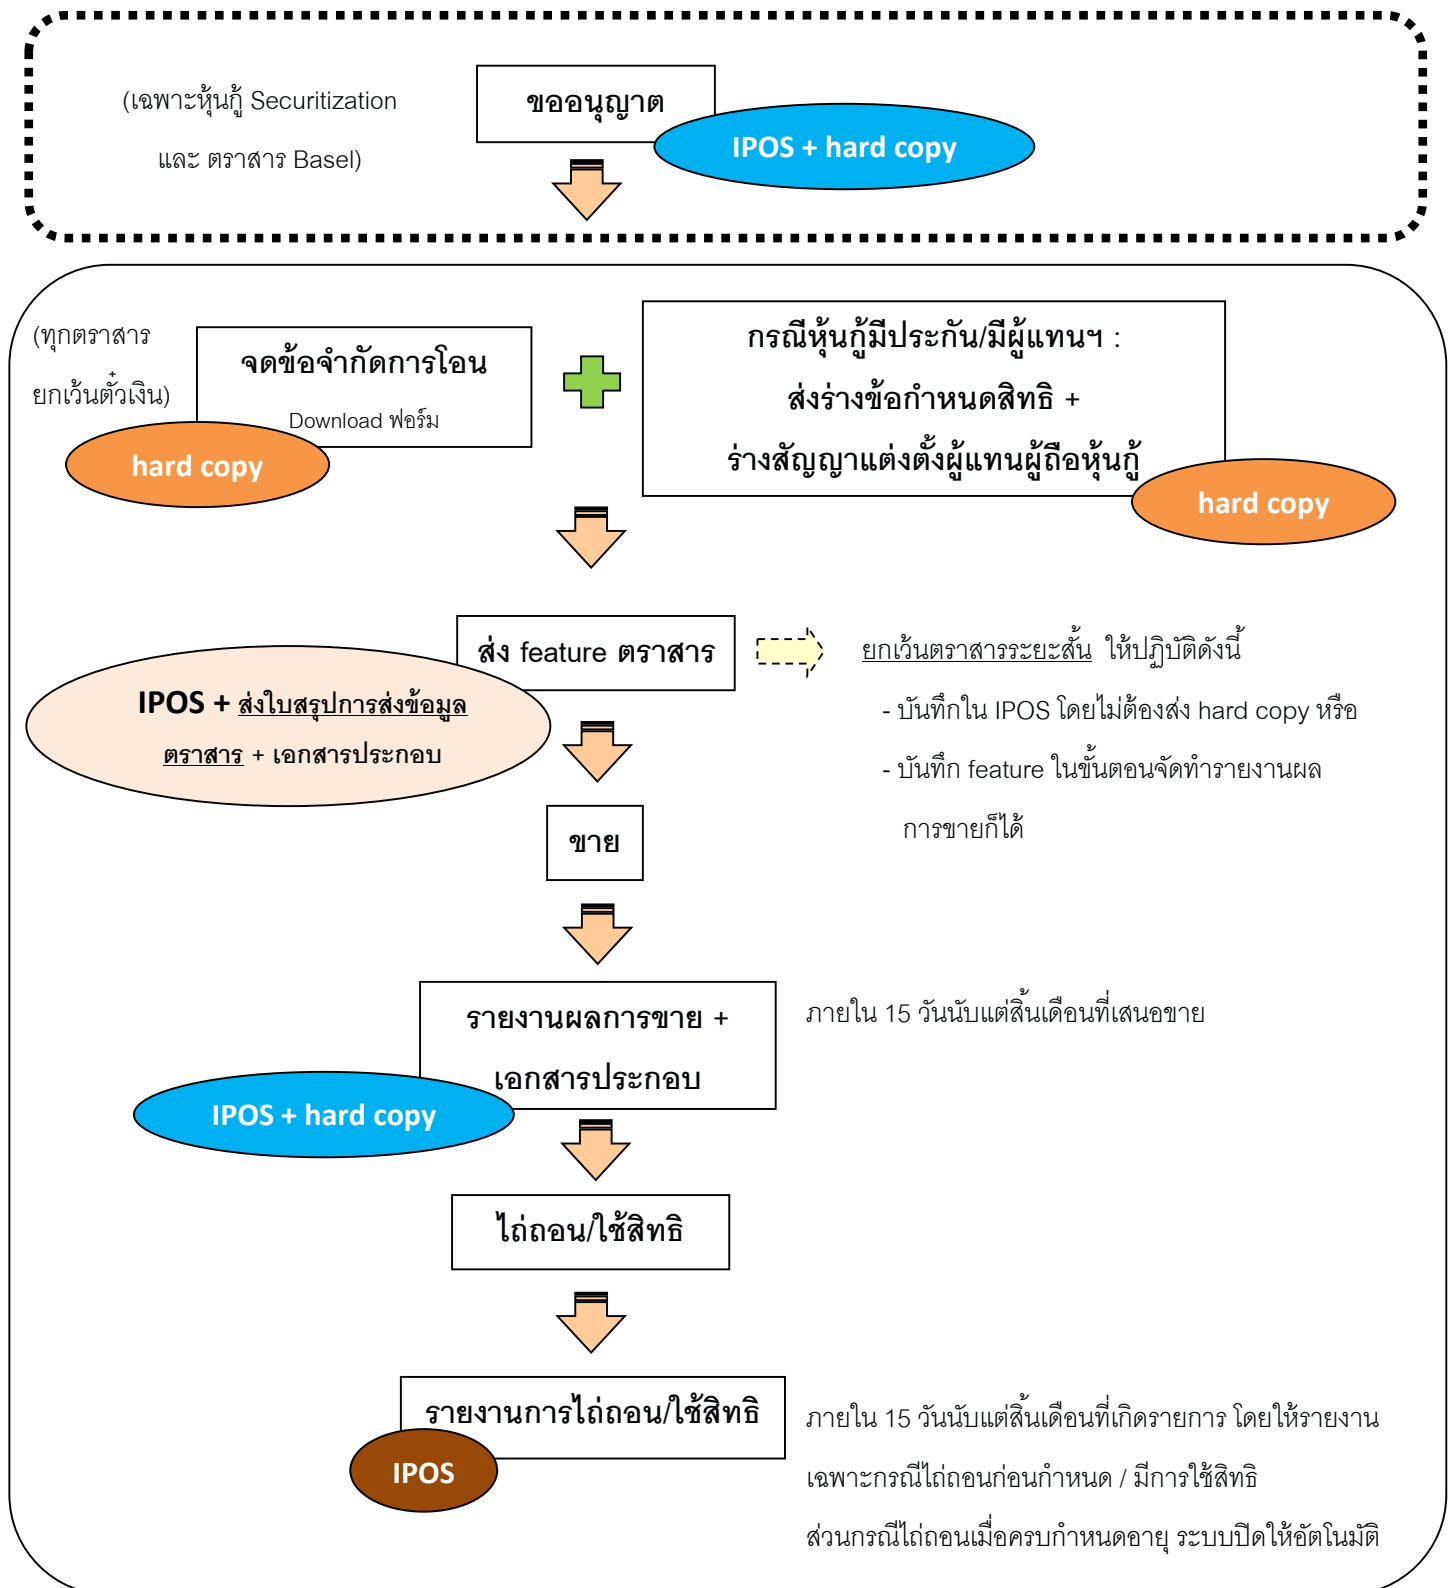 (เฉพาะหุ้นกู้ Securitization
และ ตราสาร Basel)
ขออนุญาต
IPOS + hard copy
(ทุกตราสาร
ยกเว้นตั๋วเงิน)
จดข้อจำกัดการโอน
Download ฟอร์ม
hard copy
กรณีหุ้นกู้มีประกัน/มีผู้แทนฯ :
ส่งร่างข้อกำหนดสิทธิ +
ร่างสัญญาแต่งตั้งผู้แทนผู้ถือหุ้นกู้
hard copy
ส่ง feature ตราสาร
IPOS + ส่งใบสรุปการส่งข้อมูล
ตราสาร + เอกสารประกอบ
ยกเว้นตราสารระยะสั้น ให้ปฏิบัติดังนี้
- บันทึกใน IPOS โดยไม่ต้องส่ง hard copy หรือ
- บันทึก feature ในขั้นตอนจัดทำรายงานผล
การขายก็ได้
ขาย
รายงานผลการขาย +
เอกสารประกอบ
IPOS + hard copy
ภายใน 15 วันนับแต่สิ้นเดือนที่เสนอขาย
ไถ่ถอน/ใช้สิทธิ
รายงานการไถ่ถอน/ใช้สิทธิ
IPOS
ภายใน 15 วันนับแต่สิ้นเดือนที่เกิดรายการ โดยให้รายงาน
เฉพาะกรณีไถ่ถอนก่อนกำหนด / มีการใช้สิทธิ
ส่วนกรณีไถ่ถอนเมื่อครบกำหนดอายุ ระบบปิดให้อัตโนมัติ